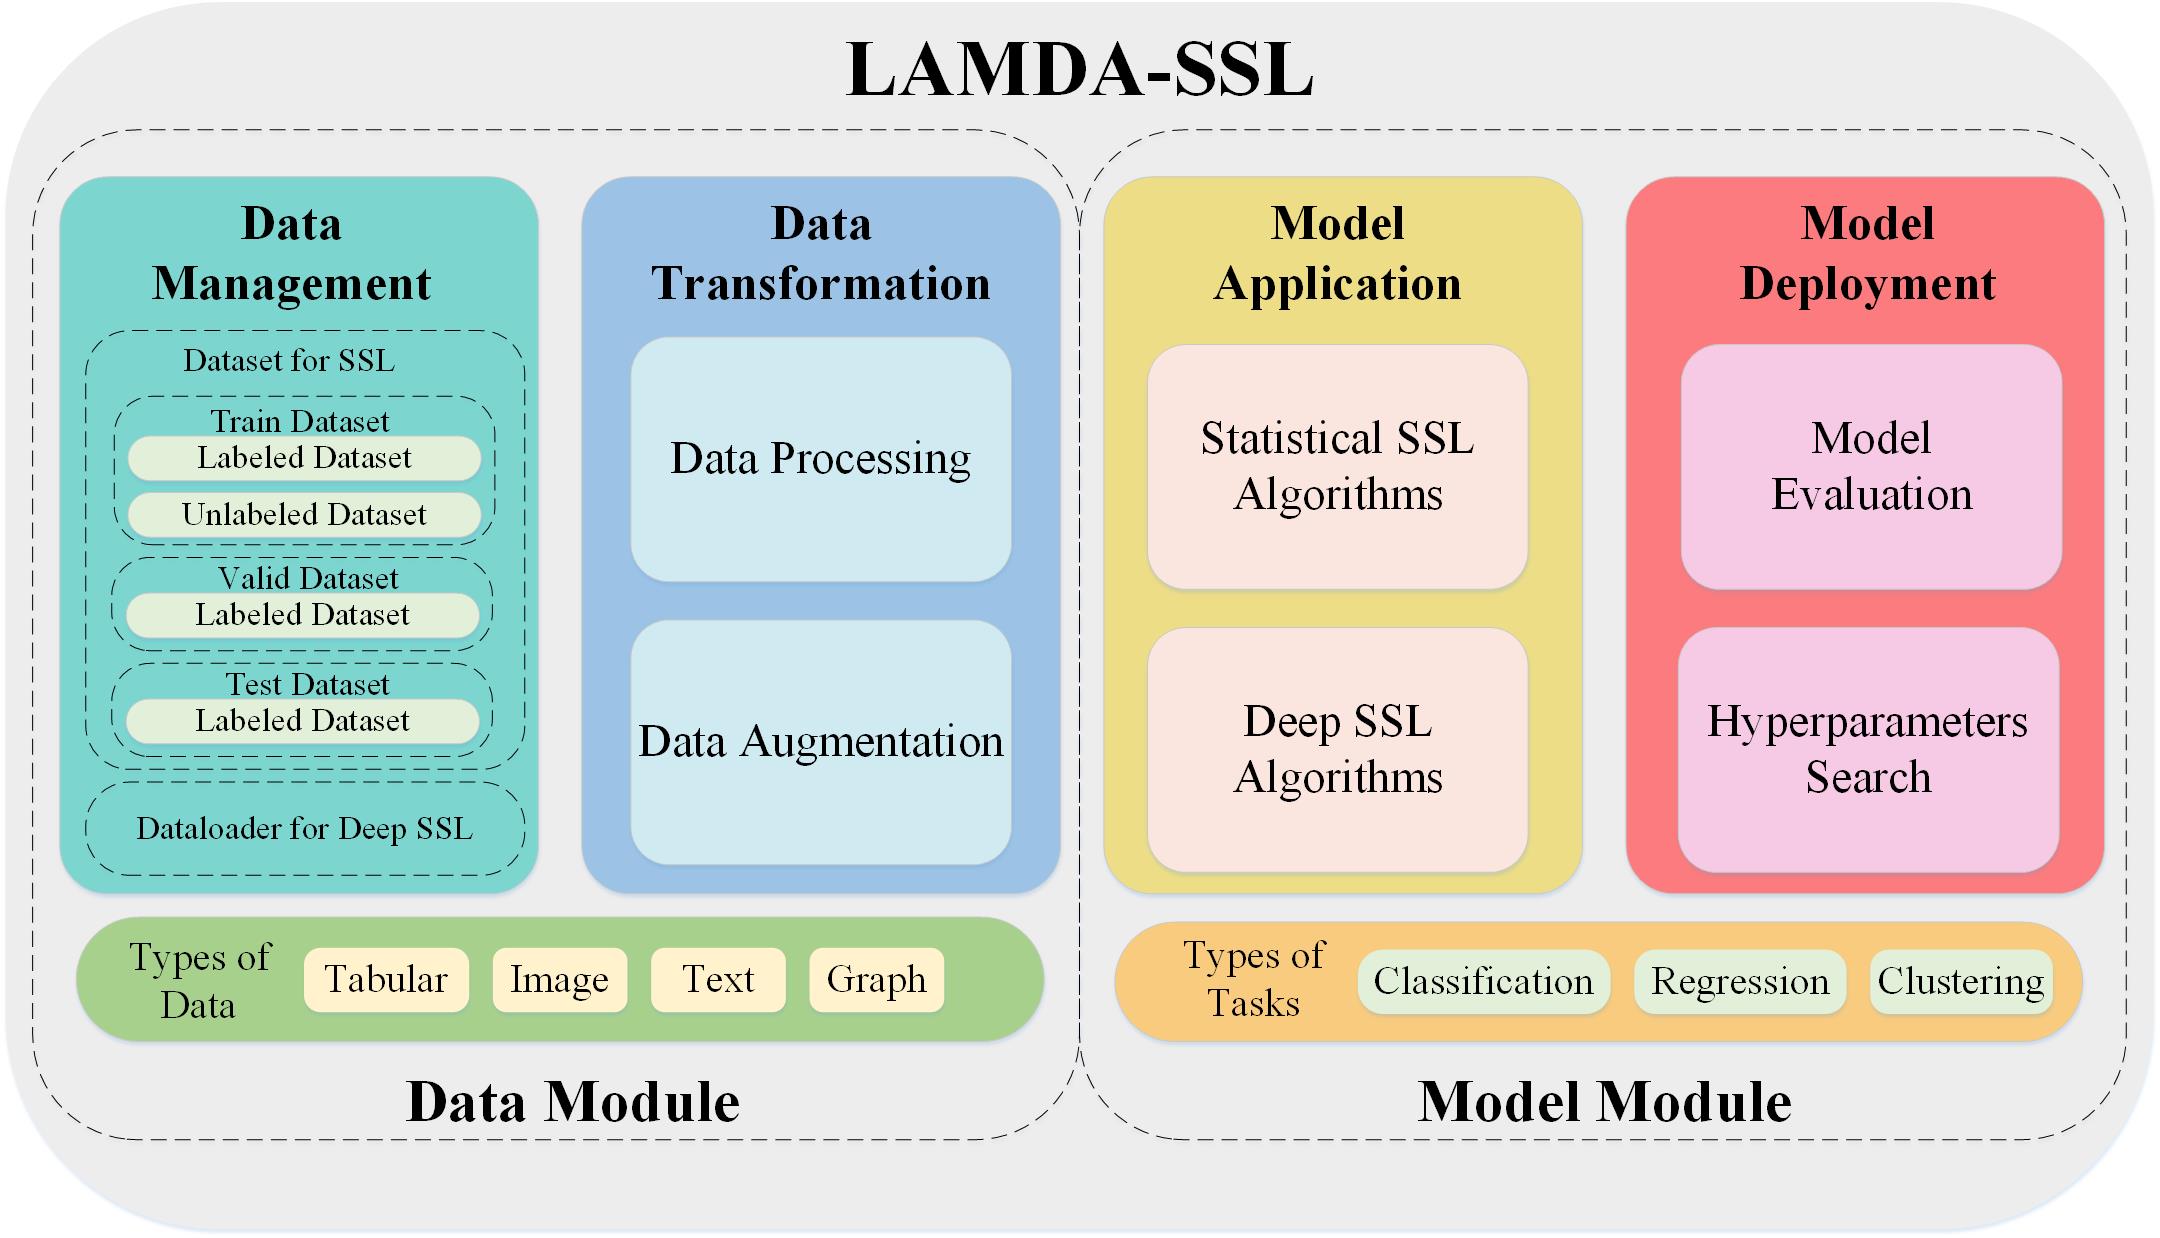 LAMDA-SSL
Data
Management
Dataset for SSL
Train Dataset
Labeled Dataset
Unlabeled Dataset
Valid Dataset
Labeled Dataset
Test Dataset
Labeled Dataset
Dataloader for Deep SSL
Data
Transformation
Data Processing
Data Augmentation
Types of
Data
Tabular
Image
Text
Graph
Data Module
Model
Application
Statistical SSL
Algorithms
Deep SSL
Algorithms
Model
Deployment
Model
Evaluation
Hyperparameters
Search
Types of
Tasks
Classification
Regression
Clustering
Model Module